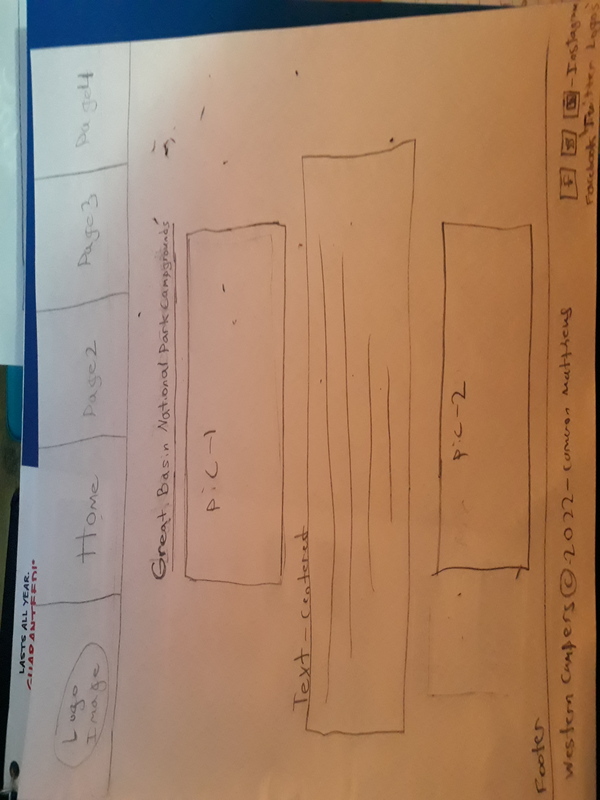 LASTS ALL YEAR.
GUARANTEED!*
Logo
Image
Home
Page2
Page3
Page4
Great Basin National Park Campgrounds
pic-1
Text-centered
pic-2
Footer
Western Campers © 2022-Cameron Matthews
f
-Instagram
Facebook Twitter Logos